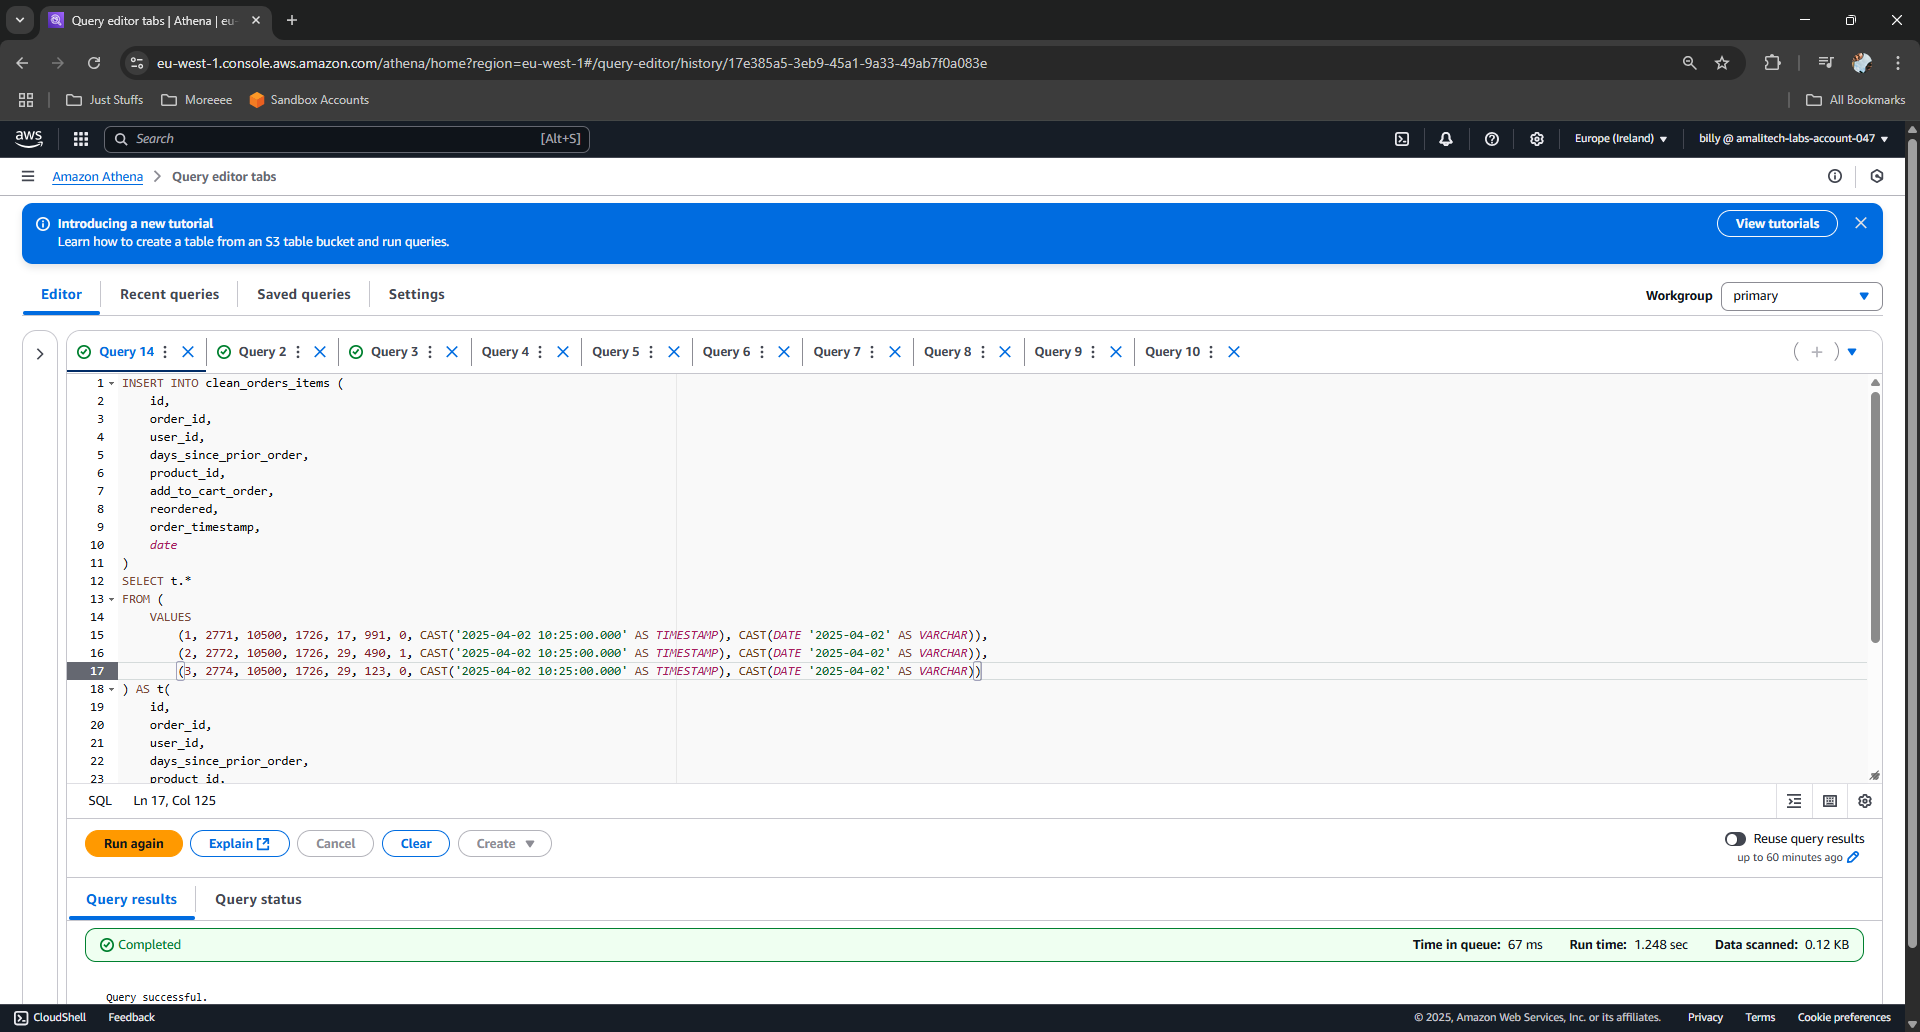 Query editor tabs | Athena | eu-
eu-west-1.console.aws.amazon.com/athena/home?region=eu-west-1#/query-editor/history/17e385a5-3eb9-45a1-9a33-49ab7f0a083e
Just Stuffs Moreeee Sandbox Accounts All Bookmarks
aws Search [Alt+S] Europe (Ireland) billy @ amalitech-labs-account-047
Amazon Athena Query editor tabs
Introducing a new tutorial
Learn how to create a table from an S3 table bucket and run queries.
View tutorials
Editor Recent queries Saved queries Settings
Workgroup primary
Query 14 Query 2 Query 3 Query 4 Query 5 Query 6 Query 7 Query 8 Query 9 Query 10
1 INSERT INTO clean_orders_items (
2 id,
3 order_id,
4 user_id,
5 days_since_prior_order,
6 product_id,
7 add_to_cart_order,
8 reordered,
9 order_timestamp,
10 date
11 )
12 SELECT t.*
13 FROM (
14 VALUES
15 (1, 2771, 10500, 1726, 17, 991, 0, CAST('2025-04-02 10:25:00.000' AS TIMESTAMP), CAST(DATE '2025-04-02' AS VARCHAR)),
16 (2, 2772, 10500, 1726, 29, 490, 1, CAST('2025-04-02 10:25:00.000' AS TIMESTAMP), CAST(DATE '2025-04-02' AS VARCHAR)),
17 (3, 2774, 10500, 1726, 29, 123, 0, CAST('2025-04-02 10:25:00.000' AS TIMESTAMP), CAST(DATE '2025-04-02' AS VARCHAR))
18 ) AS t(
19 id,
20 order_id,
21 user_id,
22 days_since_prior_order,
23 product_id,
SQL Ln 17, Col 125
Run again Explain Cancel Clear Create
Reuse query results
up to 60 minutes ago
Query results Query status
Completed Time in queue: 67 ms Run time: 1.248 sec Data scanned: 0.12 KB
Query successful.
CloudShell Feedback © 2025, Amazon Web Services, Inc. or its affiliates. Privacy Terms Cookie preferences